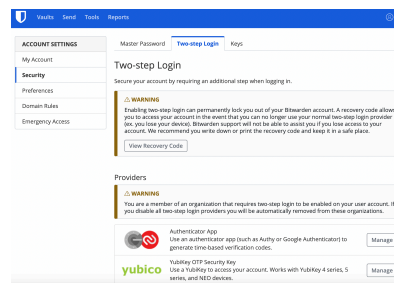 Vaults Send Tools Reports
ACCOUNT SETTINGS
My Account
Security
Preferences
Domain Rules
Emergency Access
Master Password Two-step Login Keys
Two-step Login
Secure your account by requiring an additional step when logging in.
WARNING
Enabling two-step login can permanently lock you out of your Bitwarden account. A recovery code allows
you to access your account in the event that you can no longer use your normal two-step login provider
(ex. you lose your device). Bitwarden support will not be able to assist you if you lose access to your
account. We recommend you write down or print the recovery code and keep it in a safe place.
View Recovery Code
Providers
WARNING
You are a member of an organization that requires two-step login to be enabled on your user account. If
you disable all two-step login providers you will be automatically removed from these organizations.
Authenticator App
Use an authenticator app (such as Authy or Google Authenticator) to
generate time-based verification codes.
Manage
yubico
YubiKey OTP Security Key
Use a YubiKey to access your account. Works with YubiKey 4 series, 5
series, and NEO devices.
Manage